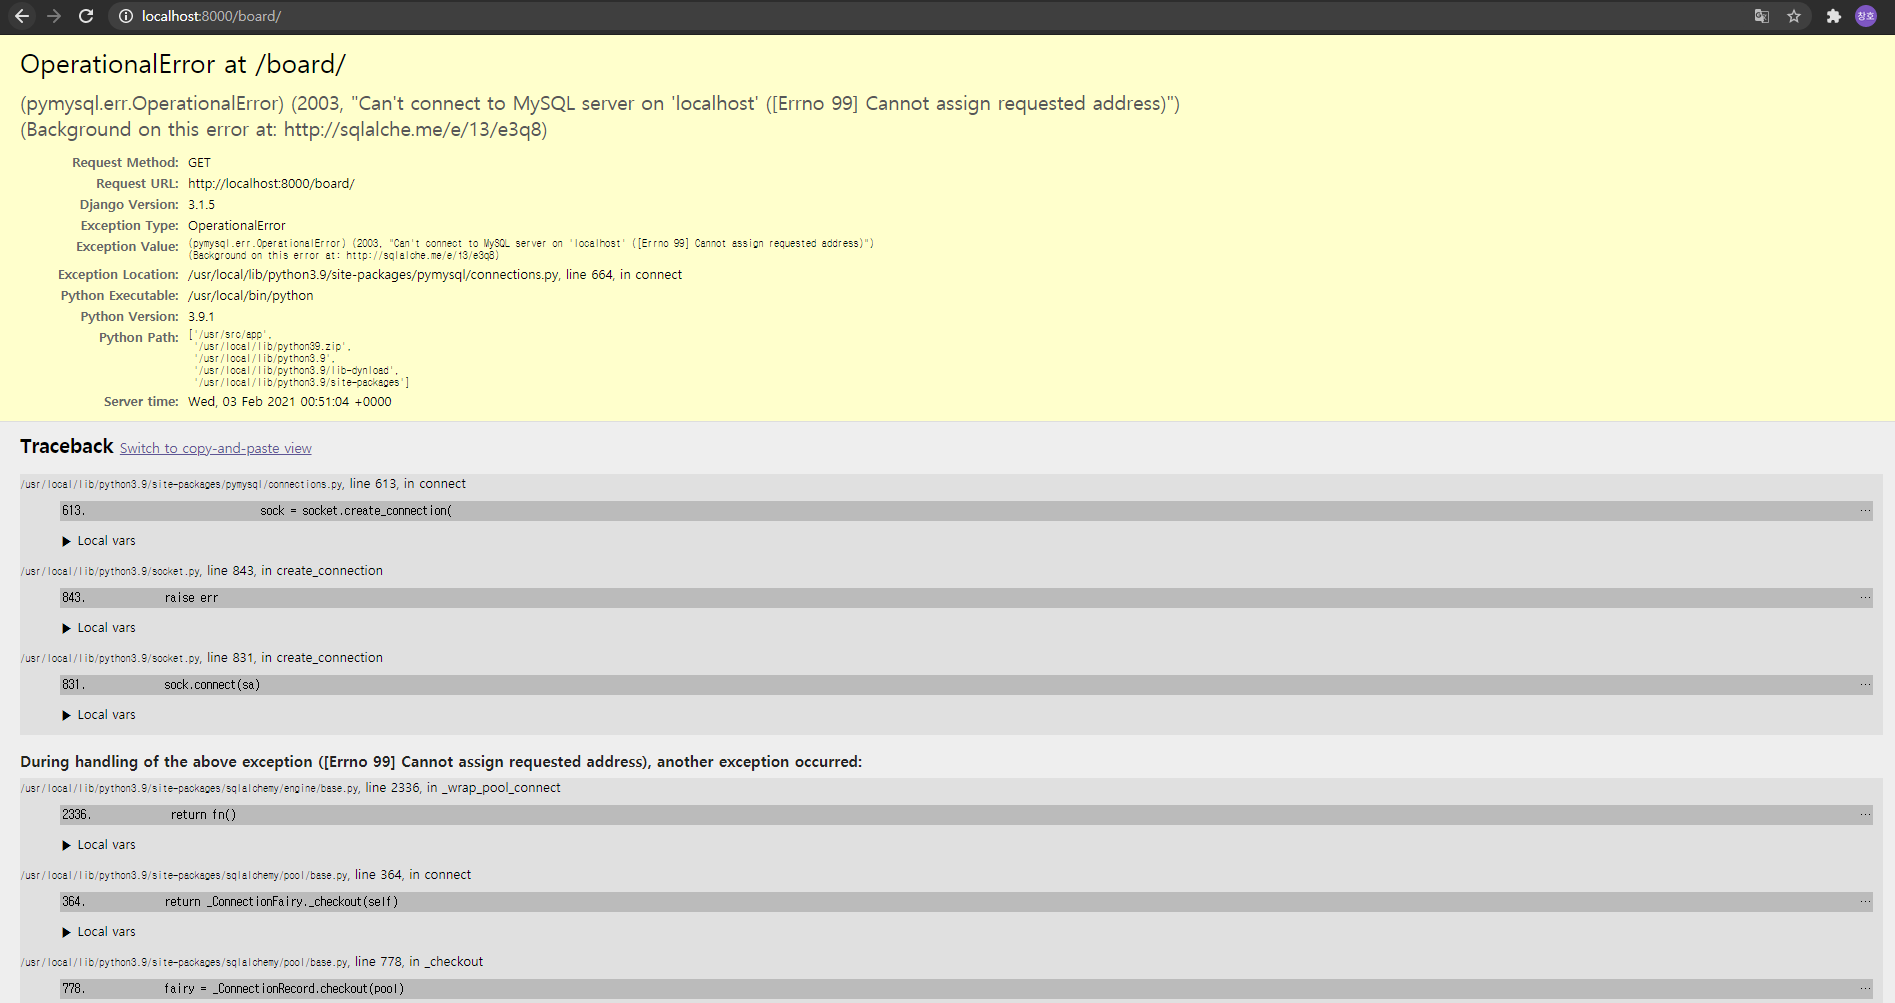 localhost:8000/board/
창호
OperationalError at /board/
(pymysql.err.OperationalError) (2003, "Can't connect to MySQL server on 'localhost' ([Errno 99] Cannot assign requested address)")
(Background on this error at: http://sqlalche.me/e/13/e3q8)
Request Method: GET
Request URL: http://localhost:8000/board/
Django Version: 3.1.5
Exception Type: OperationalError
Exception Value: (pymysql.err.OperationalError) (2003, "Can't connect to MySQL server on 'localhost' ([Errno 99] Cannot assign requested address)")
(Background on this error at: http://sqlalche.me/e/13/e3q8)
Exception Location: /usr/local/lib/python3.9/site-packages/pymysql/connections.py, line 664, in connect
Python Executable: /usr/local/bin/python
Python Version: 3.9.1
Python Path: ['/usr/src/app',
'/usr/local/lib/python39.zip',
'/usr/local/lib/python3.9',
'/usr/local/lib/python3.9/lib-dynload',
'/usr/local/lib/python3.9/site-packages']
Server time: Wed, 03 Feb 2021 00:51:04 +0000
Traceback Switch to copy-and-paste view
/usr/local/lib/python3.9/site-packages/pymysql/connections.py, line 613, in connect
613. sock = socket.create_connection( ...
▶ Local vars
/usr/local/lib/python3.9/socket.py, line 843, in create_connection
843. raise err ...
▶ Local vars
/usr/local/lib/python3.9/socket.py, line 831, in create_connection
831. sock.connect(sa) ...
▶ Local vars
During handling of the above exception ([Errno 99] Cannot assign requested address), another exception occurred:
/usr/local/lib/python3.9/site-packages/sqlalchemy/engine/base.py, line 2336, in _wrap_pool_connect
2336. return fn() ...
▶ Local vars
/usr/local/lib/python3.9/site-packages/sqlalchemy/pool/base.py, line 364, in connect
364. return _ConnectionFairy._checkout(self) ...
▶ Local vars
/usr/local/lib/python3.9/site-packages/sqlalchemy/pool/base.py, line 778, in _checkout
778. fairy = _ConnectionRecord.checkout(pool) ...